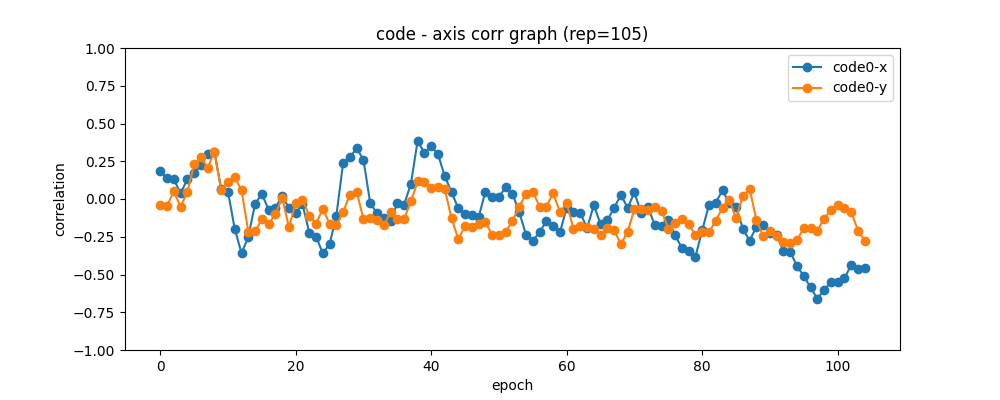 code - axis corr graph (rep=105)
1.00
0.75
0.50
0.25
0.00
−0.25
−0.50
−0.75
−1.00
correlation
code0-x
code0-y
0 20 40 60 80 100
epoch